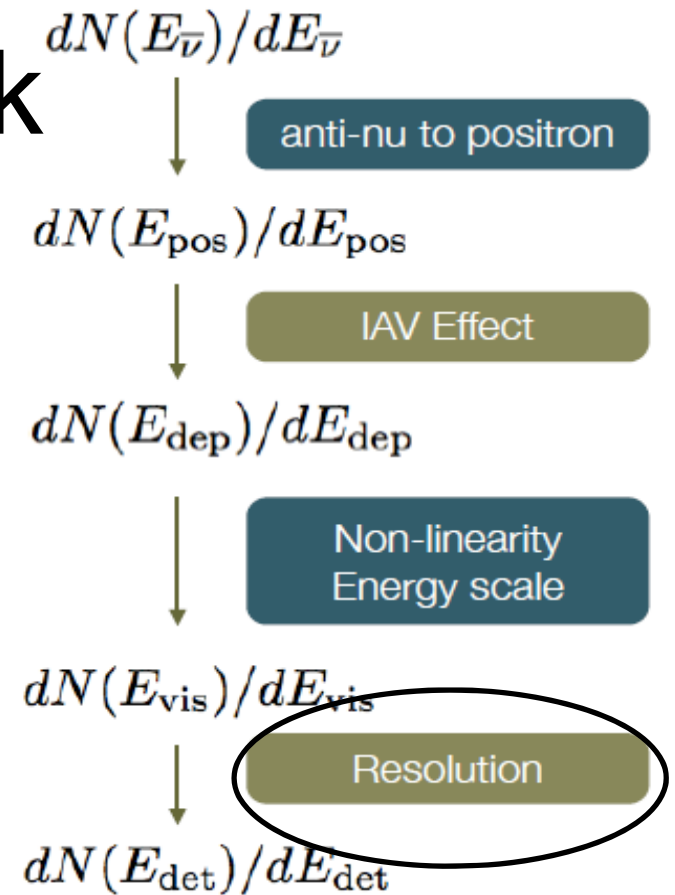 k
dN(E_ν̅)/dE_ν̅
anti-nu to positron
dN(E_pos)/dE_pos
IAV Effect
dN(E_dep)/dE_dep
Non-linearity
Energy scale
dN(E_vis)/dE_vis
Resolution
dN(E_det)/dE_det